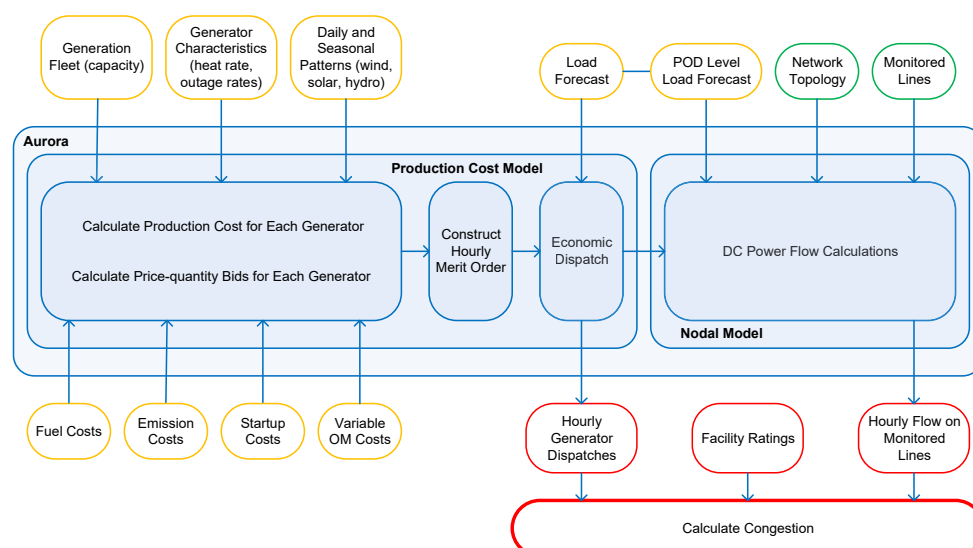 Generation
Fleet (capacity)
Generator
Characteristics
(heat rate,
outage rates)
Daily and
Seasonal
Patterns (wind,
solar, hydro)
Load
Forecast
POD Level
Load Forecast
Network
Topology
Monitored
Lines
Aurora
Production Cost Model
Calculate Production Cost for Each Generator
Calculate Price-quantity Bids for Each Generator
Construct
Hourly
Merit Order
Economic
Dispatch
DC Power Flow Calculations
Nodal Model
Fuel Costs
Emission
Costs
Startup
Costs
Variable
OM Costs
Hourly
Generator
Dispatches
Facility Ratings
Hourly Flow on
Monitored
Lines
Calculate Congestion